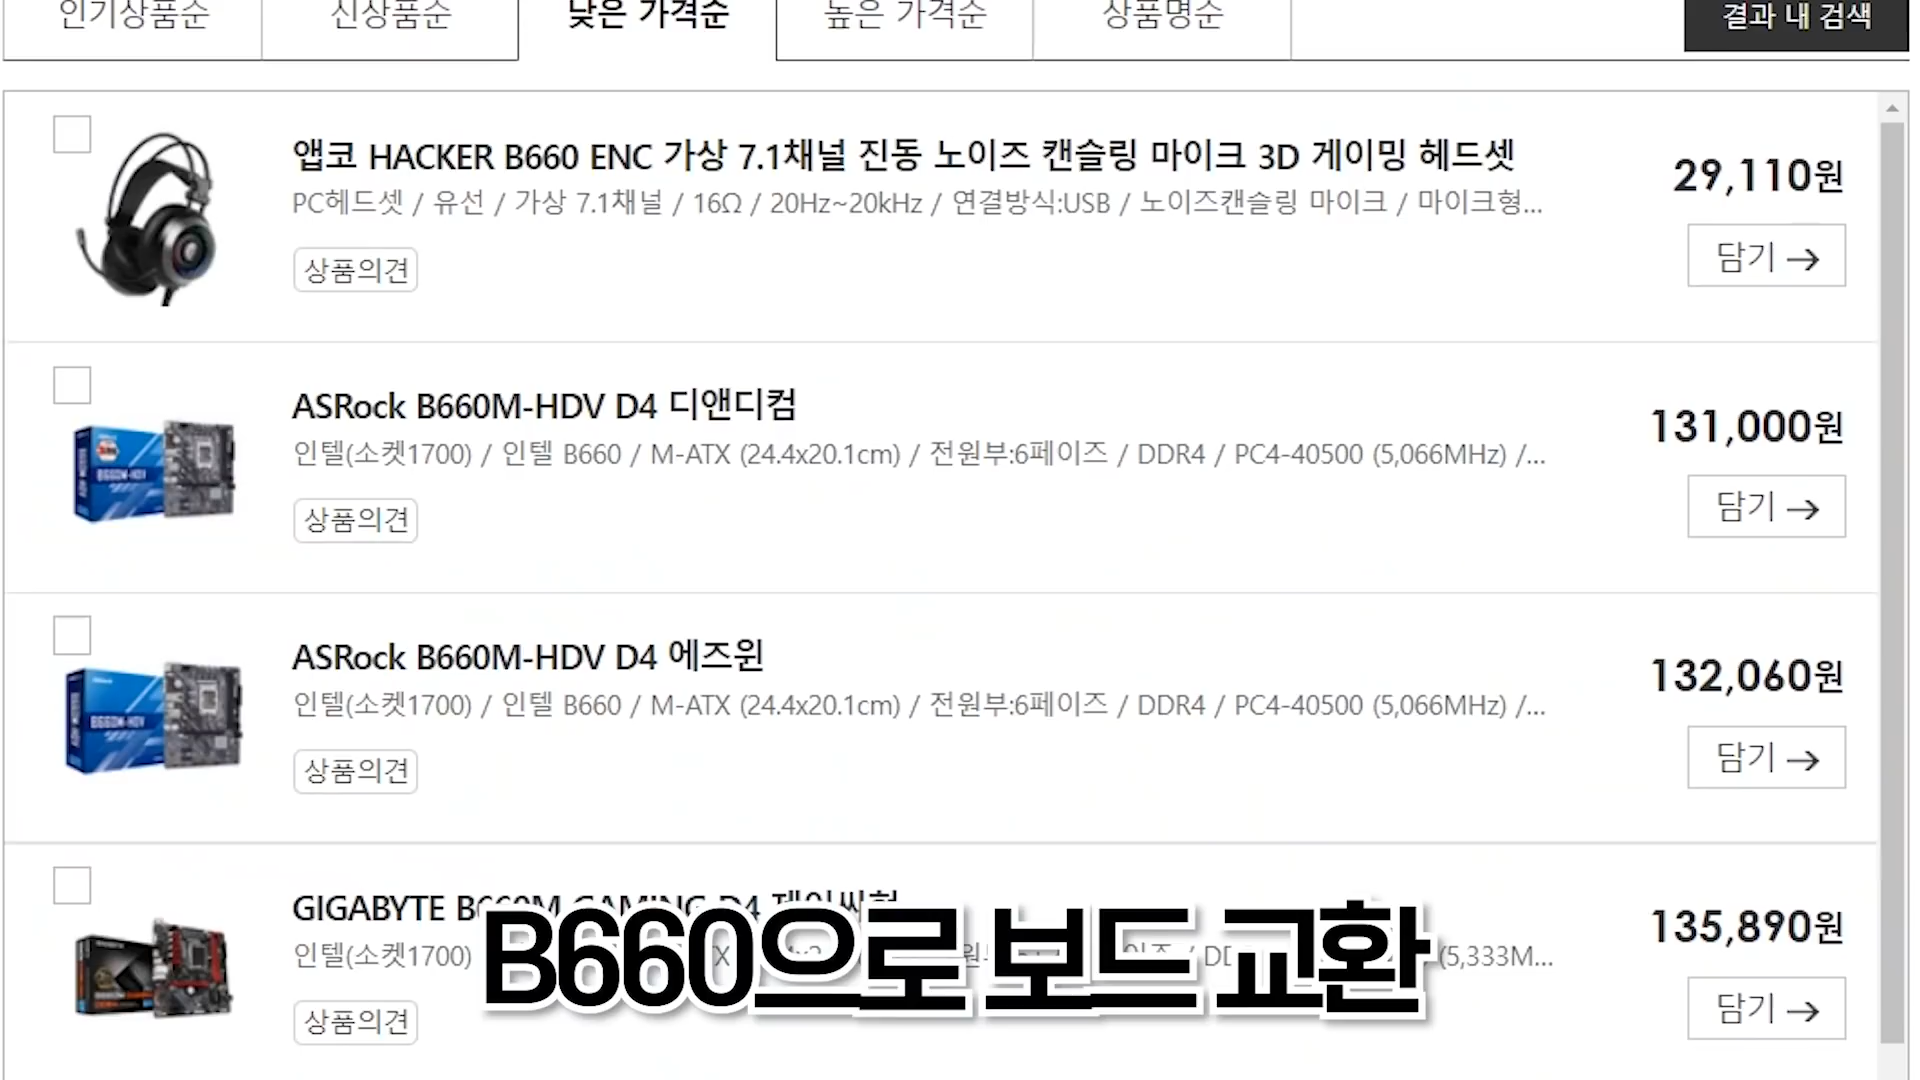 인기상품순
신상품순
낮은 가격순
높은 가격순
상품명순
결과 내 검색
앱코 HACKER B660 ENC 가상 7.1채널 진동 노이즈 캔슬링 마이크 3D 게이밍 헤드셋
PC헤드셋 / 유선 / 가상 7.1채널 / 16Ω / 20Hz~20kHz / 연결방식:USB / 노이즈캔슬링 마이크 / 마이크형...
상품의견
29,110원
담기 →
ASRock B660M-HDV D4 디앤디컴
인텔(소켓1700) / 인텔 B660 / M-ATX (24.4x20.1cm) / 전원부:6페이즈 / DDR4 / PC4-40500 (5,066MHz) /...
상품의견
131,000원
담기 →
ASRock B660M-HDV D4 에즈윈
인텔(소켓1700) / 인텔 B660 / M-ATX (24.4x20.1cm) / 전원부:6페이즈 / DDR4 / PC4-40500 (5,066MHz) /...
상품의견
132,060원
담기 →
GIGABYTE B660M GAMING D4 제이씨현
인텔(소켓1700) (5,333M...
상품의견
135,890원
담기 →
B660으로 보드 교환